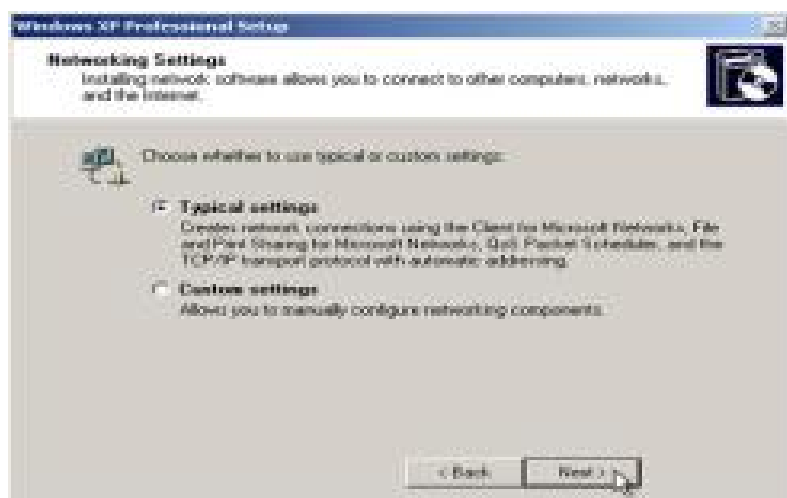 Windows XP Professional Setup
Networking Settings
Installing network software allows you to connect to other computers, networks,
and the Internet.
Choose whether to use typical or custom settings:
Typical settings
Creates network connections using the Client for Microsoft Networks, File
and Print Sharing for Microsoft Networks, QoS Packet Scheduler, and the
TCP/IP transport protocol with automatic addressing.
Custom settings
Allows you to manually configure networking components.
< Back
Next >